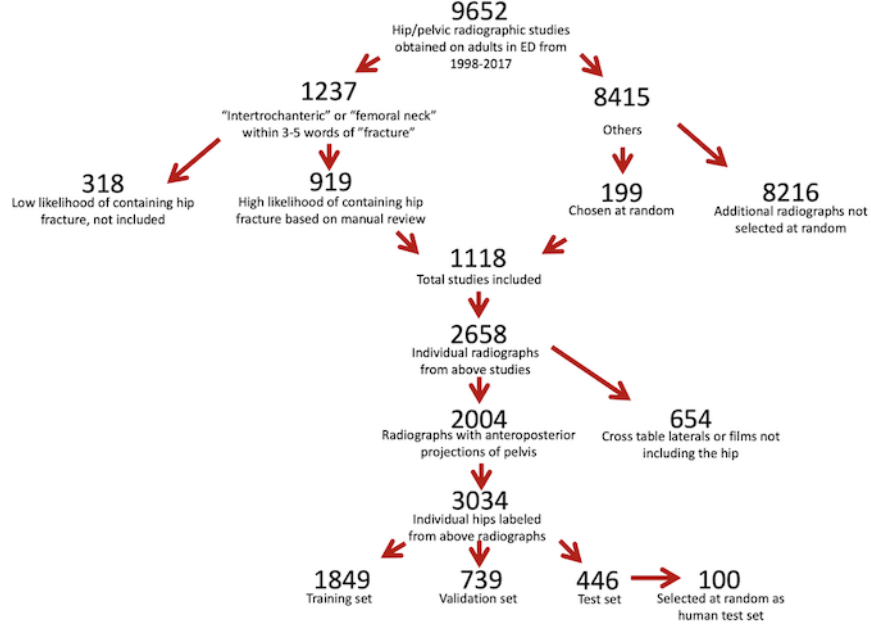 9652
Hip/pelvic radiographic studies
obtained on adults in ED from
1998-2017
1237
"Intertrochanteric" or "femoral neck"
within 3-5 words of "fracture"
8415
Others
318
Low likelihood of containing hip
fracture, not included
919
High likelihood of containing hip
fracture based on manual review
199
Chosen at random
8216
Additional radiographs not
selected at random
1118
Total studies included
2658
Individual radiographs
from above studies
2004
Radiographs with anteroposterior
projections of pelvis
654
Cross table laterals or films not
including the hip
3034
Individual hips labeled
from above radiographs
1849
Training set
739
Validation set
446
Test set
100
Selected at random as
human test set